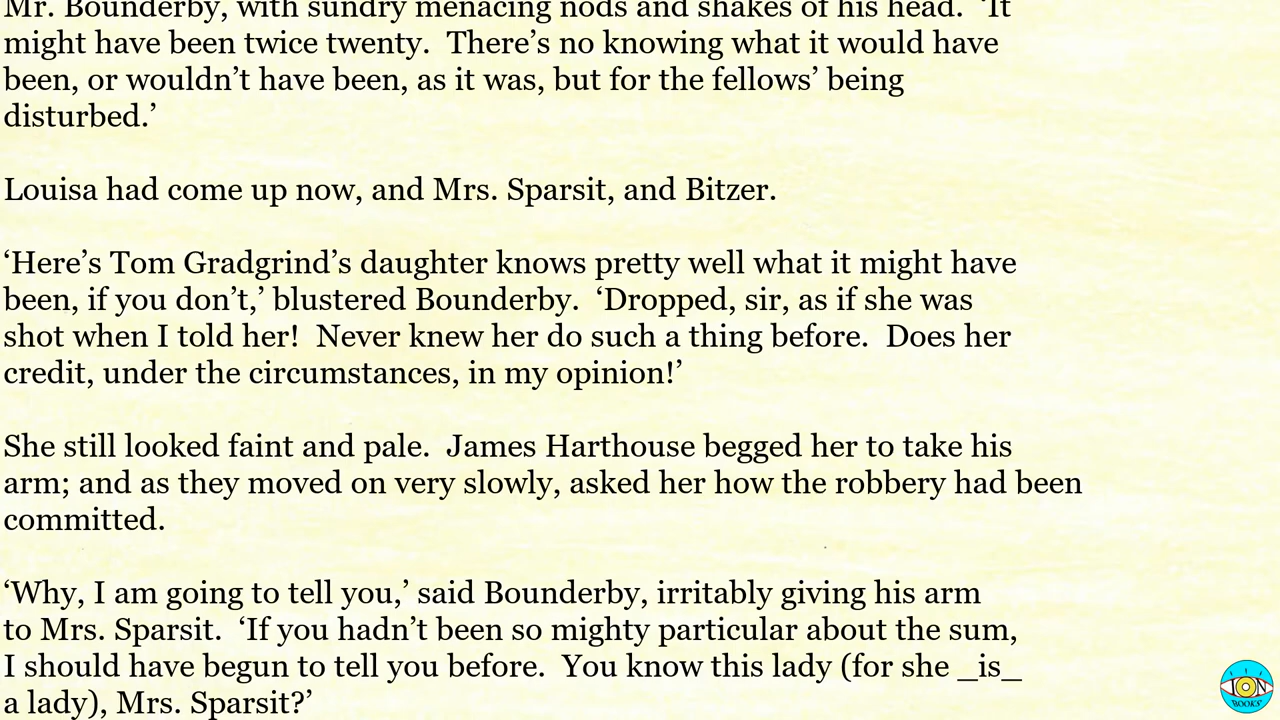 Mr. Bounderby, with sundry menacing nods and shakes of his head.  ‘It
might have been twice twenty.  There’s no knowing what it would have
been, or wouldn’t have been, as it was, but for the fellows’ being
disturbed.’
Louisa had come up now, and Mrs. Sparsit, and Bitzer.
‘Here’s Tom Gradgrind’s daughter knows pretty well what it might have
been, if you don’t,’ blustered Bounderby.  ‘Dropped, sir, as if she was
shot when I told her!  Never knew her do such a thing before.  Does her
credit, under the circumstances, in my opinion!’
She still looked faint and pale.  James Harthouse begged her to take his
arm; and as they moved on very slowly, asked her how the robbery had been
committed.
‘Why, I am going to tell you,’ said Bounderby, irritably giving his arm
to Mrs. Sparsit.  ‘If you hadn’t been so mighty particular about the sum,
I should have begun to tell you before.  You know this lady (for she _is_
a lady), Mrs. Sparsit?’
ION
BOOKS